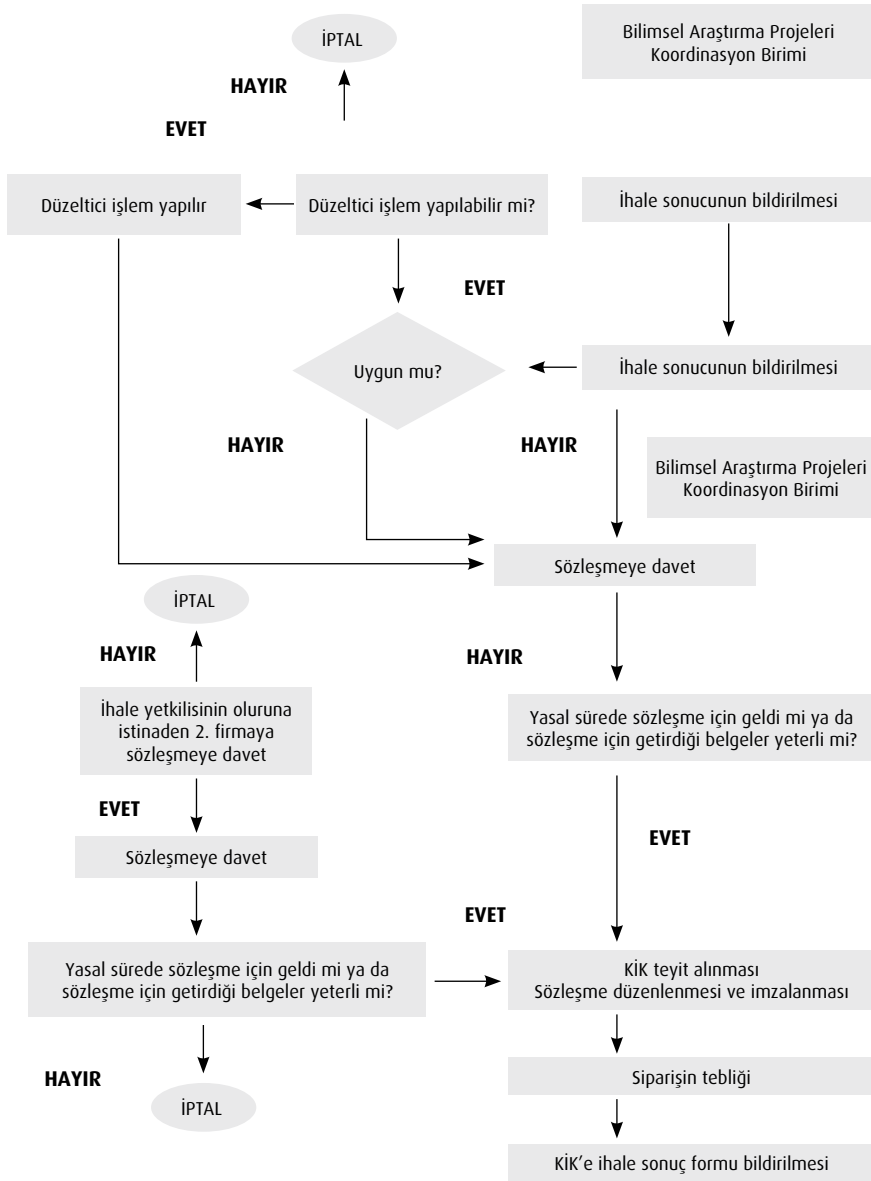 İPTAL
Bilimsel Araştırma Projeleri
Koordinasyon Birimi
HAYIR
EVET
Düzeltici işlem yapılır
Düzeltici işlem yapılabilir mi?
İhale sonucunun bildirilmesi
EVET
Uygun mu?
İhale sonucunun bildirilmesi
HAYIR
HAYIR
Bilimsel Araştırma Projeleri
Koordinasyon Birimi
Sözleşmeye davet
İPTAL
HAYIR
HAYIR
İhale yetkilisinin oluruna
istinaden 2. firmaya
sözleşmeye davet
Yasal sürede sözleşme için geldi mi ya da
sözleşme için getirdiği belgeler yeterli mi?
EVET
EVET
Sözleşmeye davet
EVET
Yasal sürede sözleşme için geldi mi ya da
sözleşme için getirdiği belgeler yeterli mi?
KİK teyit alınması
Sözleşme düzenlenmesi ve imzalanması
HAYIR
İPTAL
Siparişin tebliği
KİK’e ihale sonuç formu bildirilmesi